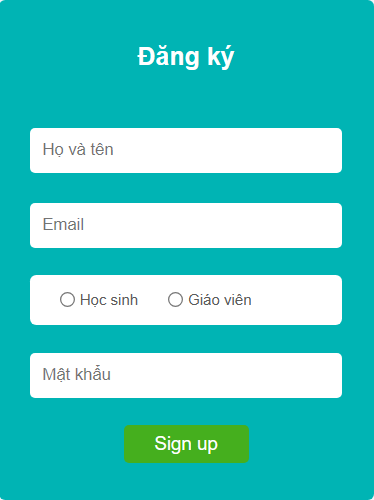 Đăng ký
Họ và tên
Email
Học sinh Giáo viên
Mật khẩu
Sign up